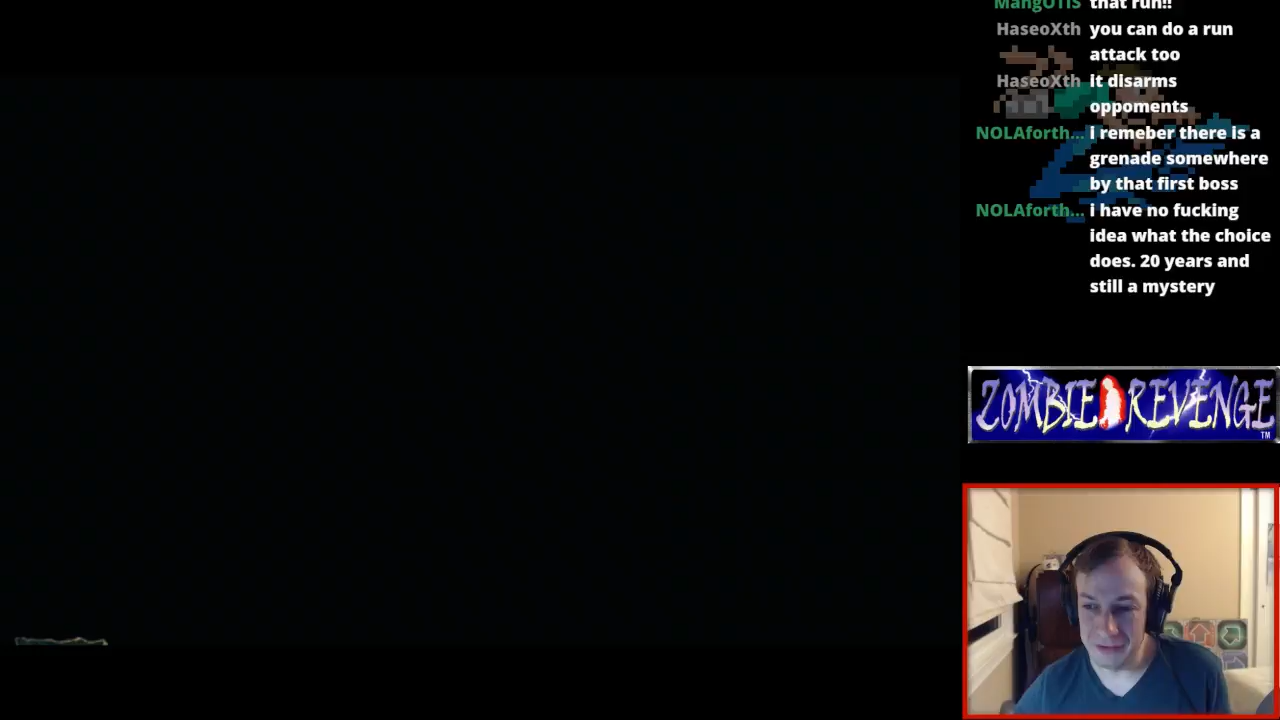 MangOTIS that run!!
HaseoXth you can do a run
attack too
HaseoXth it disarms
oppoments
NOLAforth... i remeber there is a
grenade somewhere
by that first boss
NOLAforth... i have no fucking
idea what the choice
does. 20 years and
still a mystery
ZOMBIE REVENGE
TM